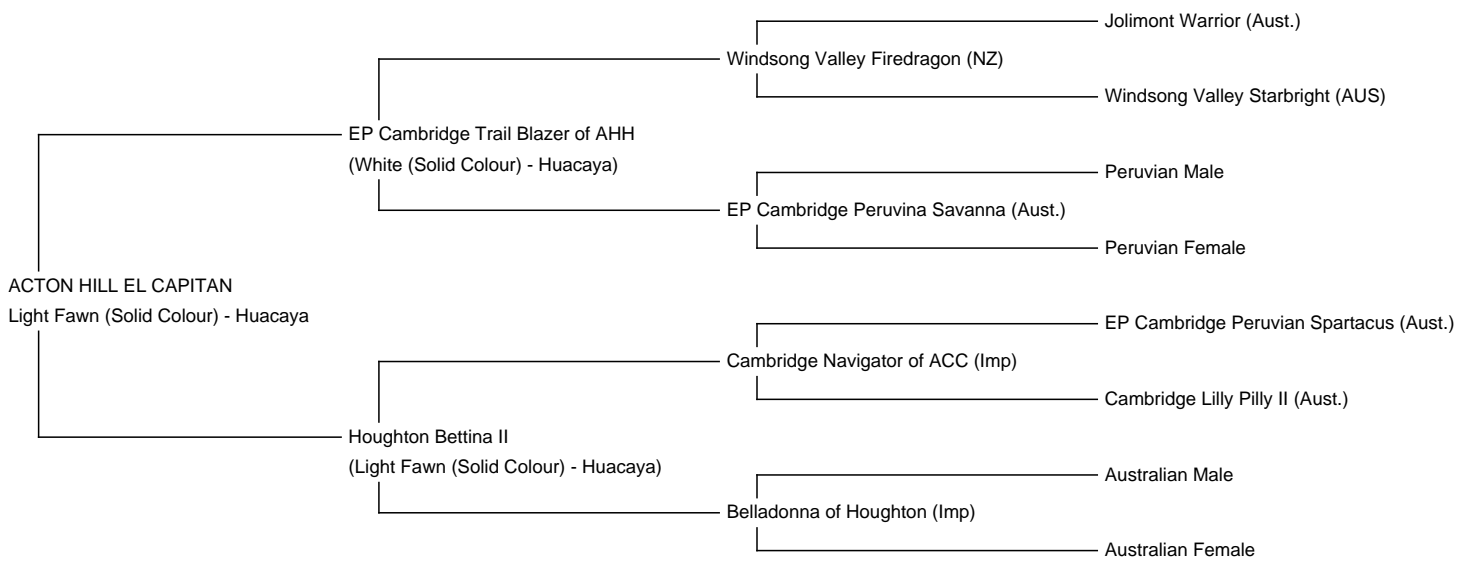 Jolimont Warrior (Aust.)
Windsong Valley Firedragon (NZ)
Windsong Valley Starbright (AUS)
EP Cambridge Trail Blazer of AHH
(White (Solid Colour) - Huacaya)
Peruvian Male
EP Cambridge Peruvina Savanna (Aust.)
Peruvian Female
ACTON HILL EL CAPITAN
Light Fawn (Solid Colour) - Huacaya
EP Cambridge Peruvian Spartacus (Aust.)
Cambridge Navigator of ACC (Imp)
Cambridge Lilly Pilly II (Aust.)
Houghton Bettina II
(Light Fawn (Solid Colour) - Huacaya)
Australian Male
Belladonna of Houghton (Imp)
Australian Female